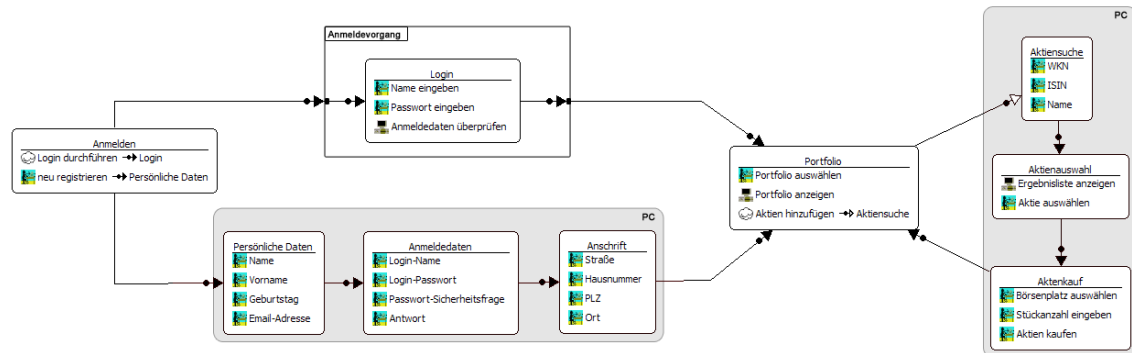 Anmelden
Login durchführen Login
neu registrieren Persönliche Daten
Anmeldevorgang
Login
Name eingeben
Passwort eingeben
Anmeldedaten überprüfen
PC
Persönliche Daten
Name
Vorname
Geburtstag
Email-Adresse
Anmeldedaten
Login-Name
Login-Passwort
Passwort-Sicherheitsfrage
Antwort
Anschrift
Straße
Hausnummer
PLZ
Ort
Portfolio
Portfolio auswählen
Portfolio anzeigen
Aktien hinzufügen Aktiensuche
PC
Aktiensuche
WKN
ISIN
Name
Aktienauswahl
Ergebnisliste anzeigen
Aktie auswählen
Aktenkauf
Börsenplatz auswählen
Stückanzahl eingeben
Aktien kaufen